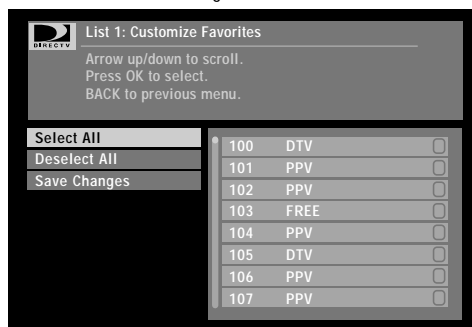 List 1: Customize Favorites
DIRECTV
Arrow up/down to scroll.
Press OK to select.
BACK to previous menu.
Select All
Deselect All
Save Changes
100 DTV
101 PPV
102 PPV
103 FREE
104 PPV
105 DTV
106 PPV
107 PPV